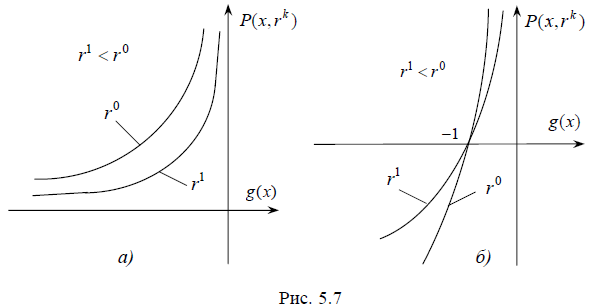 P(x, r^k)
r^1 < r^0
r^0
r^1
g(x)
а)
P(x, r^k)
r^1 < r^0
−1
g(x)
r^1
r^0
б)
Рис. 5.7